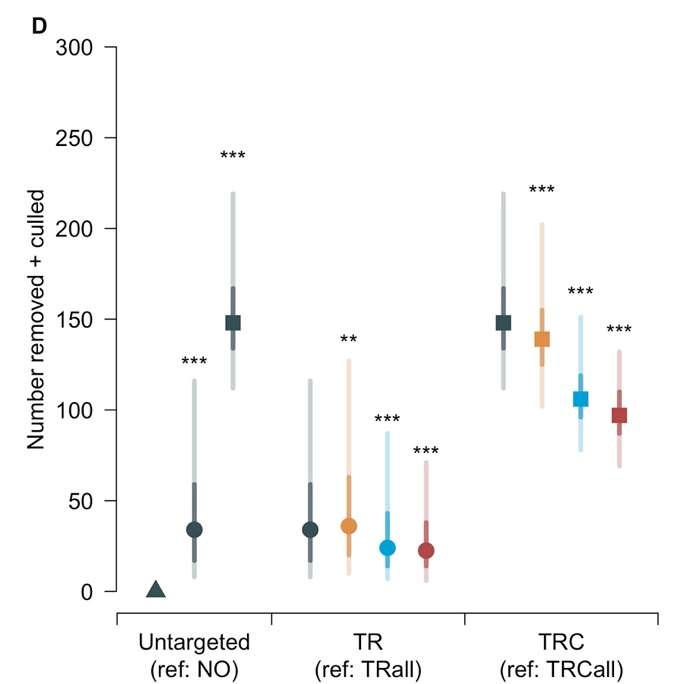 D
300
250
200
150
100
50
0
Number removed + culled
***
***
**
***
***
***
***
***
Untargeted
(ref: NO)
TR
(ref: TRall)
TRC
(ref: TRCall)